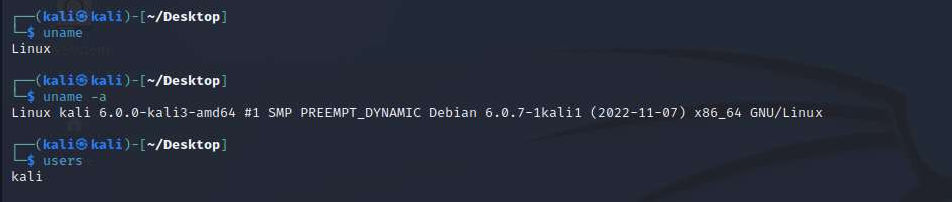 ┌──(kali㉿kali)-[~/Desktop]
└─$ uname
Linux
┌──(kali㉿kali)-[~/Desktop]
└─$ uname -a
Linux kali 6.0.0-kali3-amd64 #1 SMP PREEMPT_DYNAMIC Debian 6.0.7-1kali1 (2022-11-07) x86_64 GNU/Linux
┌──(kali㉿kali)-[~/Desktop]
└─$ users
kali